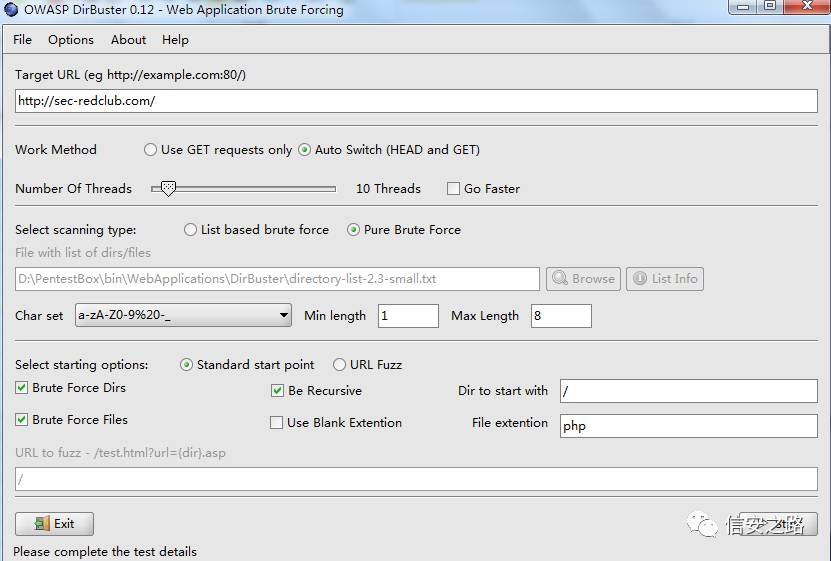 OWASP DirBuster 0.12 - Web Application Brute Forcing
File Options About Help
Target URL (eg http://example.com:80/)
http://sec-redclub.com/
Work Method Use GET requests only Auto Switch (HEAD and GET)
Number Of Threads 10 Threads Go Faster
Select scanning type: List based brute force Pure Brute Force
File with list of dirs/files
D:\PentestBox\bin\WebApplications\DirBuster\directory-list-2.3-small.txt Browse List Info
Char set a-zA-Z0-9%20-_ Min length 1 Max Length 8
Select starting options: Standard start point URL Fuzz
Brute Force Dirs Be Recursive Dir to start with /
Brute Force Files Use Blank Extention File extention php
URL to fuzz - /test.html?url={dir}.asp
/
Exit 信安之路
Please complete the test details